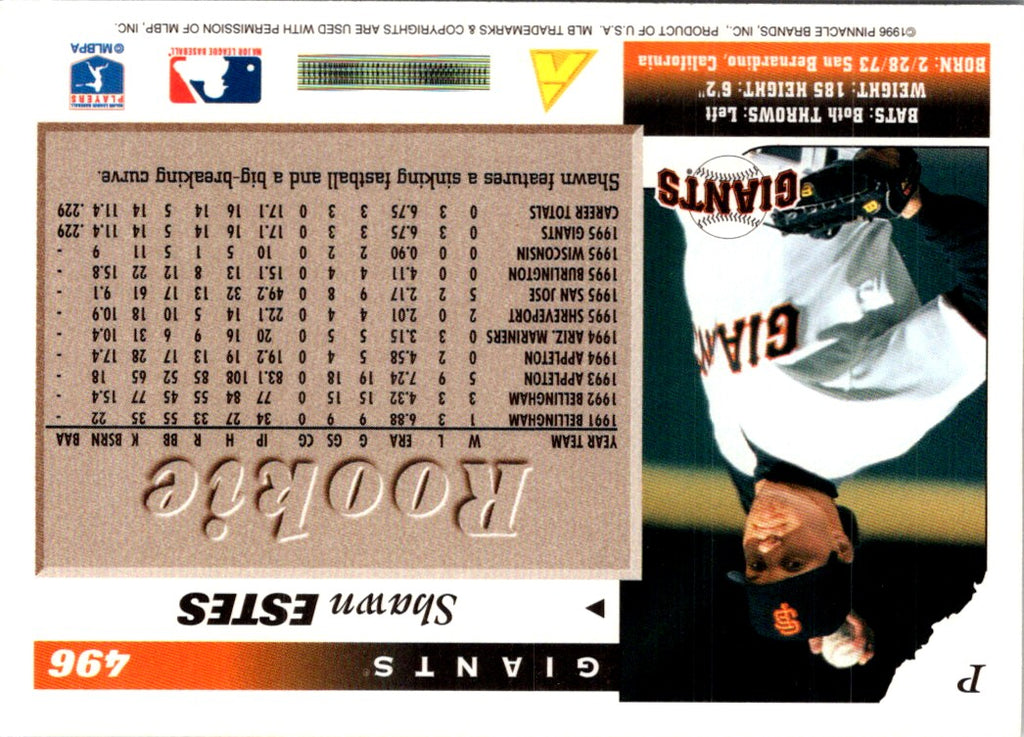 P
GIANTS® 496
Shawn ESTES
Rookie
YEAR TEAM W L ERA G GS CG IP H R BB K BSRN BAA
1991 BELLINGHAM 1 3 6.88 9 9 0 34 27 33 55 35 22 -
1992 BELLINGHAM 3 3 4.32 15 15 0 77 84 55 45 77 15.4 -
1993 APPLETON 5 9 7.24 19 18 0 83.1 108 85 52 65 18 -
1994 APPLETON 0 2 4.58 5 4 0 19.2 19 13 17 28 17.4 -
1994 ARIZ. MARINERS 0 3 3.15 5 5 0 20 16 9 6 31 10.4 -
1995 SHREVEPORT 2 0 2.01 4 4 0 22.1 14 5 10 18 10.9 -
1995 SAN JOSE 5 2 2.17 9 8 0 49.2 32 13 17 61 9.1 -
1995 BURLINGTON 0 0 4.11 4 4 0 15.1 13 8 12 22 15.8 -
1995 WISCONSIN 0 0 0.90 2 2 0 10 5 1 5 11 9 -
1995 GIANTS 0 3 6.75 3 3 0 17.1 16 14 5 14 11.4 .229
CAREER TOTALS 0 3 6.75 3 3 0 17.1 16 14 5 14 11.4 .229
Shawn features a sinking fastball and a big-breaking curve.
SF
GIANTS
GIANTS
BATS: Both THROWS: Left
WEIGHT: 185 HEIGHT: 6'2"
BORN: 2/28/73 San Bernardino, California
MAJOR LEAGUE BASEBALL®
MAJOR LEAGUE BASEBALL
PLAYERS
©MLBPA
©1996 PINNACLE BRANDS, INC., PRODUCT OF U.S.A. MLB TRADEMARKS & COPYRIGHTS ARE USED WITH PERMISSION OF MLBP, INC.